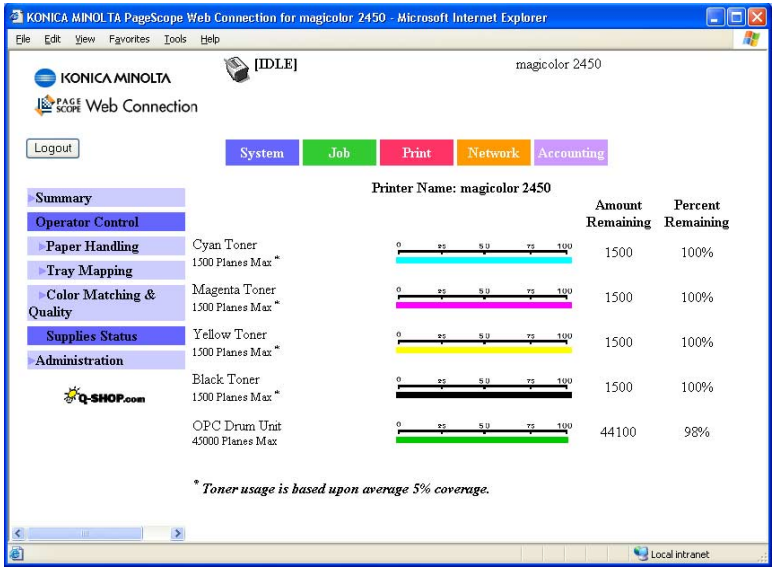 KONICA MINOLTA PageScope Web Connection for magicolor 2450 - Microsoft Internet Explorer
File Edit View Favorites Tools Help
KONICA MINOLTA
[IDLE]
magicolor 2450
PAGE SCOPE Web Connection
Logout
System Job Print Network Accounting
Printer Name: magicolor 2450
Amount Remaining
Percent Remaining
Summary
Operator Control
Paper Handling
Tray Mapping
Color Matching &
Quality
Supplies Status
Administration
Q-SHOP.com
Cyan Toner
1500 Planes Max *
0 25 50 75 100
1500 100%
Magenta Toner
1500 Planes Max *
0 25 50 75 100
1500 100%
Yellow Toner
1500 Planes Max *
0 25 50 75 100
1500 100%
Black Toner
1500 Planes Max *
0 25 50 75 100
1500 100%
OPC Drum Unit
45000 Planes Max
0 25 50 75 100
44100 98%
* Toner usage is based upon average 5% coverage.
Local intranet